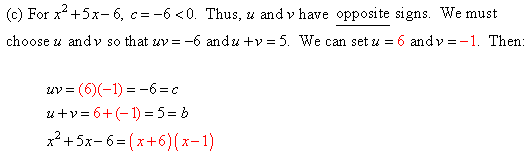 (c) For x²+5x−6, c=−6<0. Thus, u and v have opposite signs. We must
choose u and v so that uv=−6 and u+v=5. We can set u=6 and v=−1. Then:
uv=(6)(−1)=−6=c
u+v=6+(−1)=5=b
x²+5x−6=(x+6)(x−1)